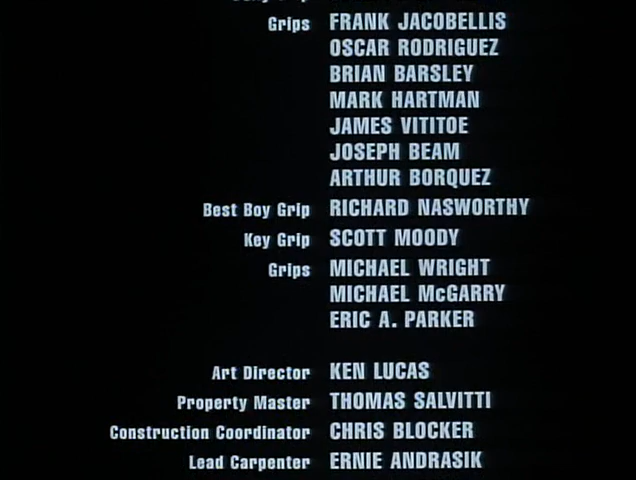 Grips FRANK JACOBELLIS
OSCAR RODRIGUEZ
BRIAN BARSLEY
MARK HARTMAN
JAMES VITITOE
JOSEPH BEAM
ARTHUR BORQUEZ
Best Boy Grip RICHARD NASWORTHY
Key Grip SCOTT MOODY
Grips MICHAEL WRIGHT
MICHAEL McGARRY
ERIC A. PARKER
Art Director KEN LUCAS
Property Master THOMAS SALVITTI
Construction Coordinator CHRIS BLOCKER
Lead Carpenter ERNIE ANDRASIK